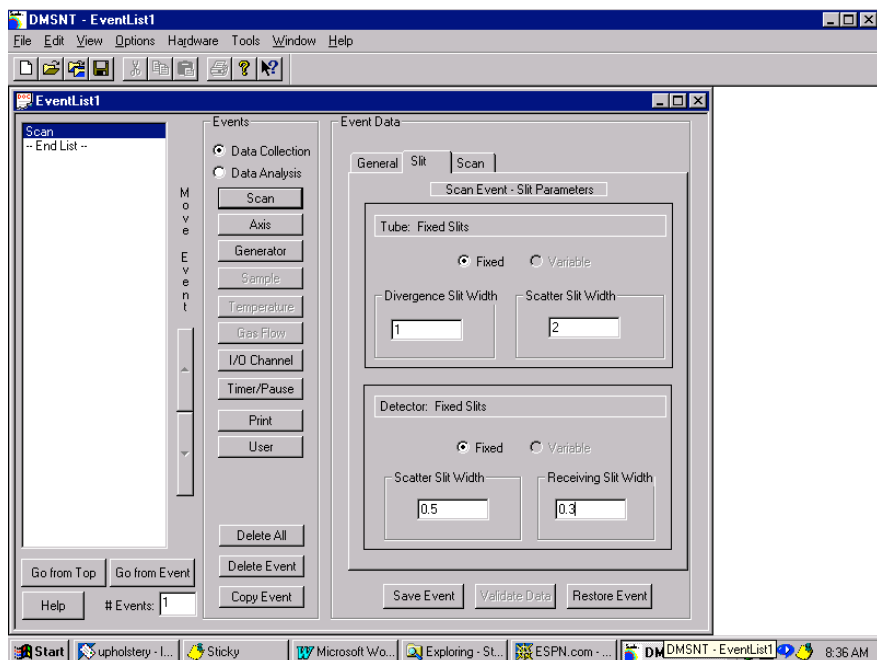 DMSNT - EventList1
File Edit View Options Hardware Tools Window Help
EventList1
Scan
-- End List --
Move Event
Go from Top Go from Event
Help # Events: 1
Events
Data Collection
Data Analysis
Scan
Axis
Generator
Sample
Temperature
Gas Flow
I/O Channel
Timer/Pause
Print
User
Delete All
Delete Event
Copy Event
Event Data
General Slit Scan
Scan Event - Slit Parameters
Tube: Fixed Slits
Fixed Variable
Divergence Slit Width Scatter Slit Width
1 2
Detector: Fixed Slits
Fixed Variable
Scatter Slit Width Receiving Slit Width
0.5 0.3
Save Event Validate Data Restore Event
Start upholstery - I... Sticky Microsoft Wo... Exploring - St... ESPN.com - ... DM DMSNT - EventList1 8:36 AM